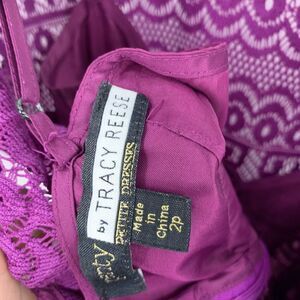 by TRACY REESE
PETITE DRESSES
Made
in
China
2P